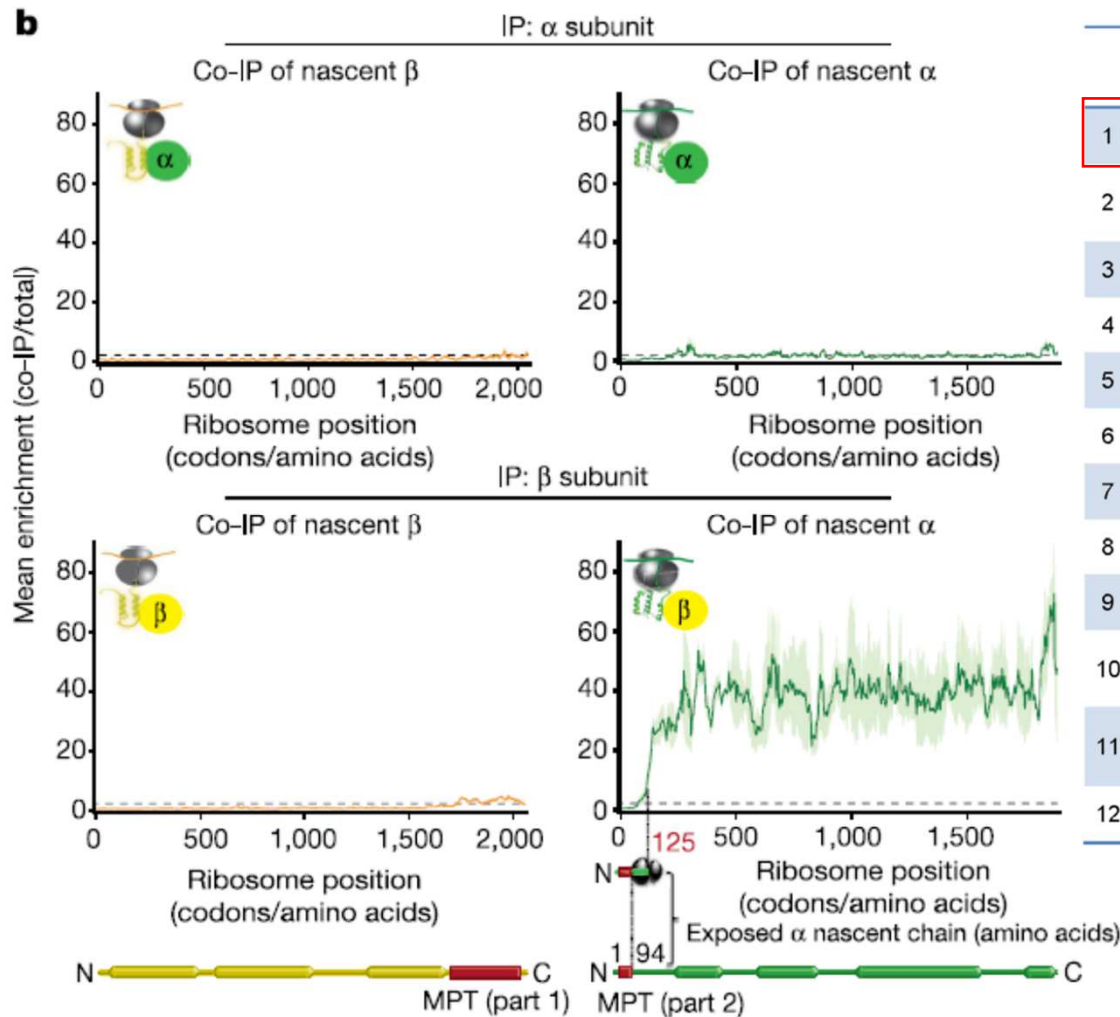 b
IP: α subunit
Co-IP of nascent β
Co-IP of nascent α
Mean enrichment (co-IP/total)
80
60
40
20
0
α
0 500 1,000 1,500 2,000
Ribosome position
(codons/amino acids)
80
60
40
20
0
α
0 500 1,000 1,500
Ribosome position
(codons/amino acids)
IP: β subunit
Co-IP of nascent β
Co-IP of nascent α
80
60
40
20
0
β
0 500 1,000 1,500 2,000
Ribosome position
(codons/amino acids)
80
60
40
20
0
β
0 500 1,000 1,500
125
Ribosome position
(codons/amino acids)
N
Exposed α nascent chain (amino acids)
1 94
N C
MPT (part 1)
N C
MPT (part 2)
1
2
3
4
5
6
7
8
9
10
11
12